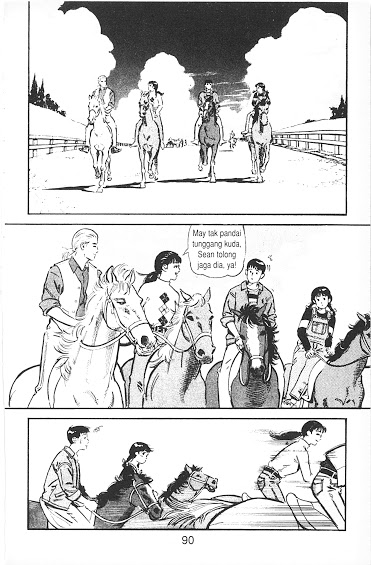 May tak pandai
tunggang kuda,
Sean tolong
jaga dia, ya!
90